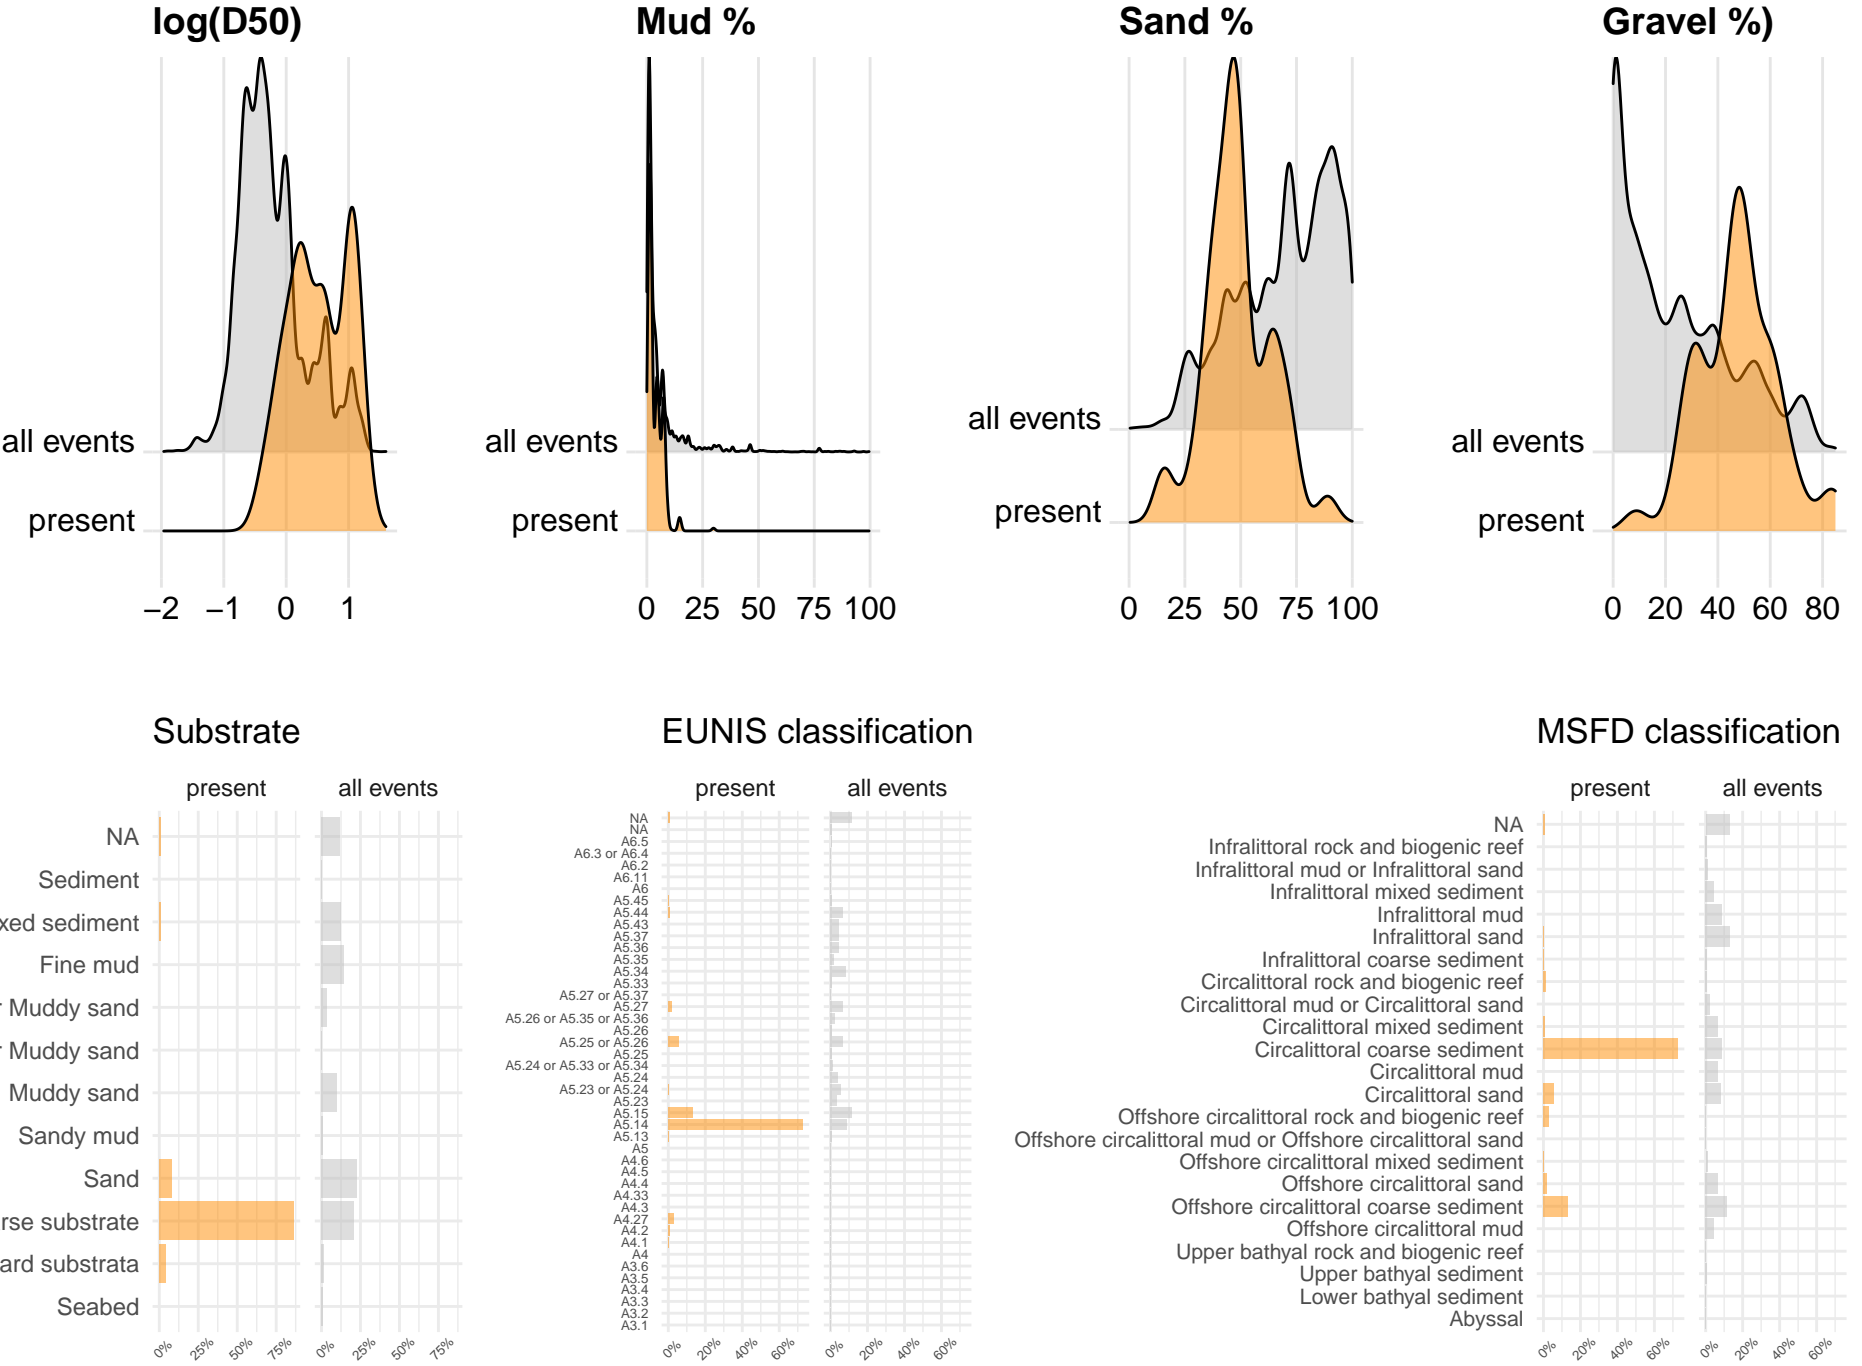 log(D50)
Mud %
Sand %
Gravel %)
all events
present
−2 −1 0 1
all events
present
0 25 50 75 100
all events
present
0 25 50 75 100
all events
present
0 20 40 60 80
Substrate
present all events
NA
Sediment
xed sediment
Fine mud
r Muddy sand
r Muddy sand
Muddy sand
Sandy mud
Sand
rse substrate
ard substrata
Seabed
0% 25% 50% 75% 0% 25% 50% 75%
EUNIS classification
present all events
NA
NA
A6.5
A6.3 or A6.4
A6.2
A6.11
A6
A5.45
A5.44
A5.43
A5.37
A5.36
A5.35
A5.34
A5.33
A5.27 or A5.37
A5.27
A5.26 or A5.35 or A5.36
A5.26
A5.25 or A5.26
A5.25
A5.24 or A5.33 or A5.34
A5.24
A5.23 or A5.24
A5.23
A5.15
A5.14
A5.13
A5
A4.6
A4.5
A4.4
A4.33
A4.3
A4.27
A4.2
A4.1
A4
A3.6
A3.5
A3.4
A3.3
A3.2
A3.1
0% 20% 40% 60% 0% 20% 40% 60%
MSFD classification
present all events
NA
Infralittoral rock and biogenic reef
Infralittoral mud or Infralittoral sand
Infralittoral mixed sediment
Infralittoral mud
Infralittoral sand
Infralittoral coarse sediment
Circalittoral rock and biogenic reef
Circalittoral mud or Circalittoral sand
Circalittoral mixed sediment
Circalittoral coarse sediment
Circalittoral mud
Circalittoral sand
Offshore circalittoral rock and biogenic reef
Offshore circalittoral mud or Offshore circalittoral sand
Offshore circalittoral mixed sediment
Offshore circalittoral sand
Offshore circalittoral coarse sediment
Offshore circalittoral mud
Upper bathyal rock and biogenic reef
Upper bathyal sediment
Lower bathyal sediment
Abyssal
0% 20% 40% 60% 0% 20% 40% 60%